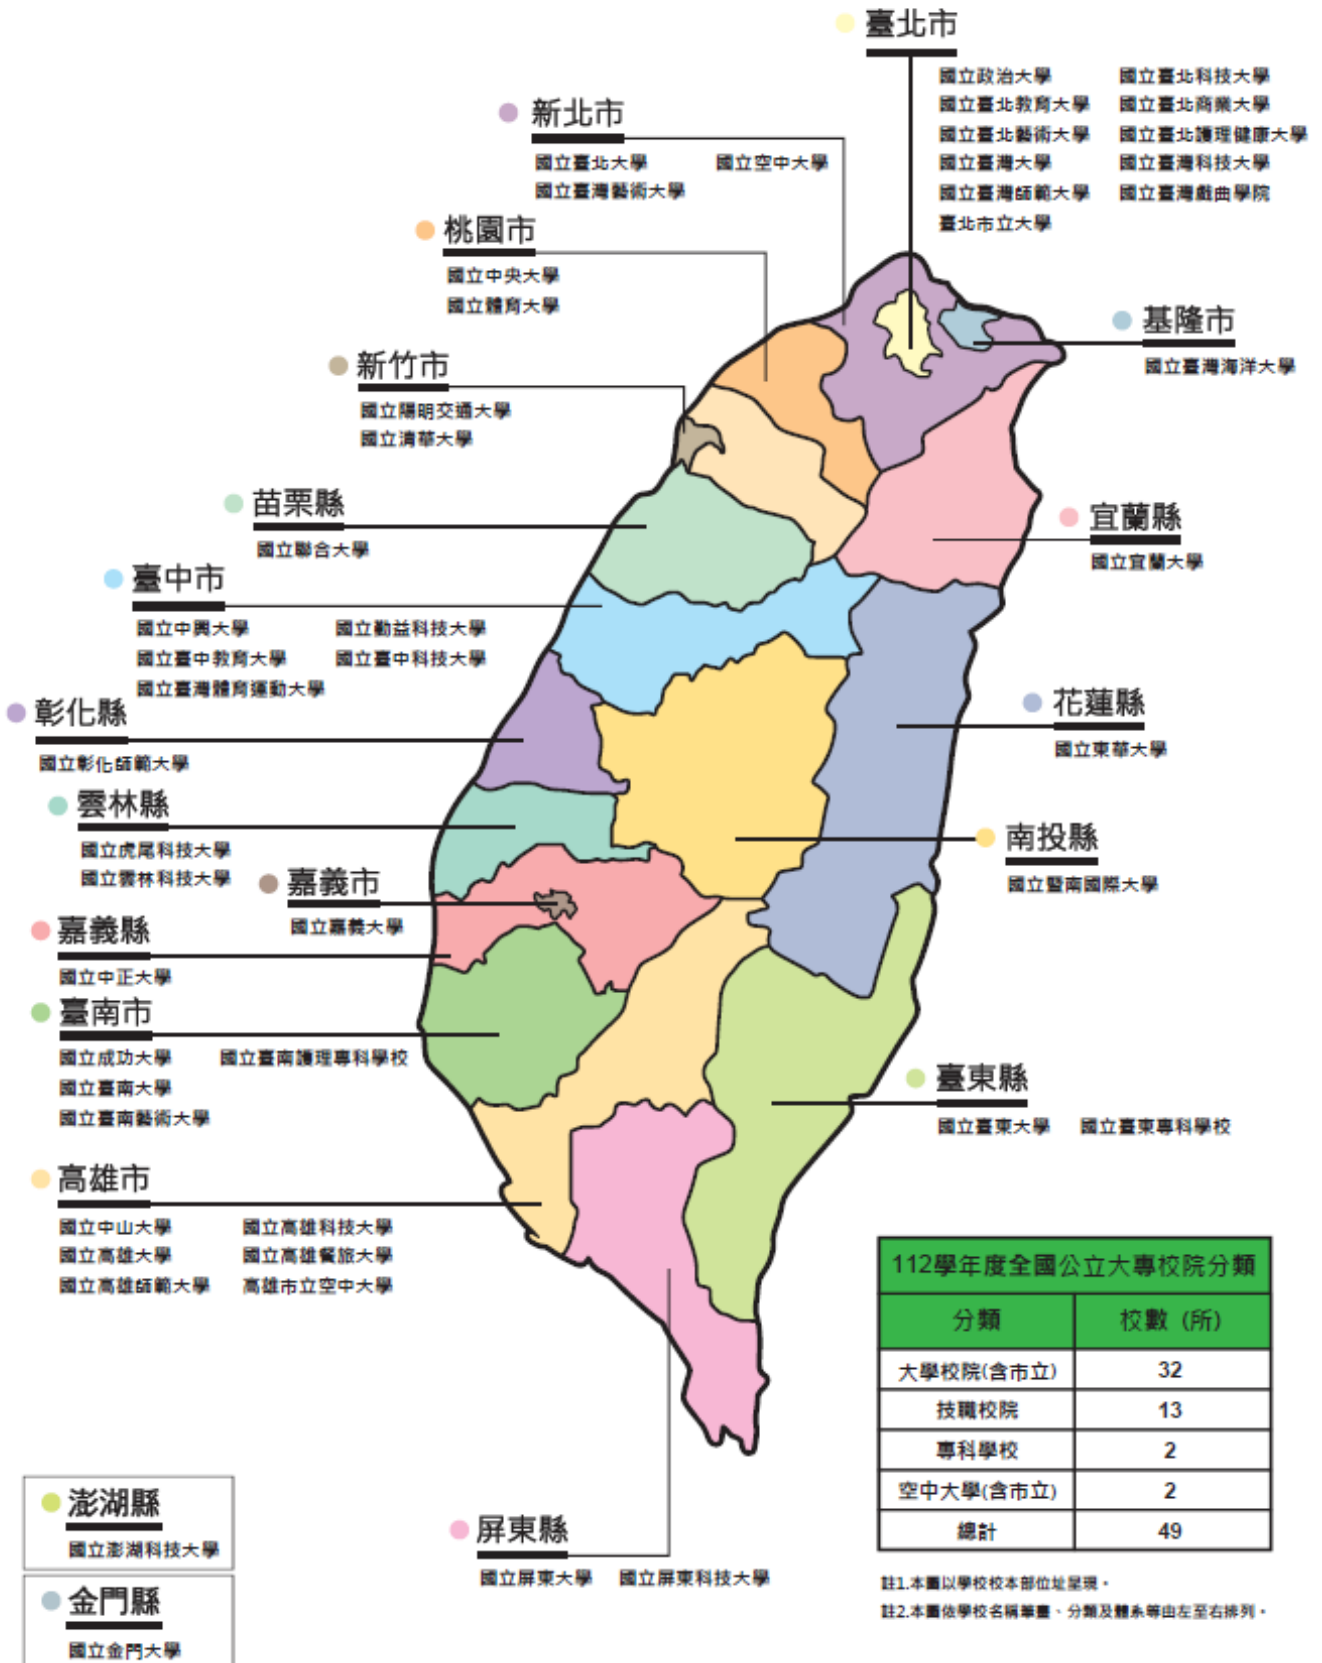 臺北市
國立政治大學 國立臺北科技大學
國立臺北教育大學 國立臺北商業大學
國立臺北藝術大學 國立臺北護理健康大學
國立臺灣大學 國立臺灣科技大學
國立臺灣師範大學 國立臺灣戲曲學院
臺北市立大學
新北市
國立臺北大學 國立空中大學
國立臺灣藝術大學
桃園市
國立中央大學
國立體育大學
基隆市
國立臺灣海洋大學
新竹市
國立陽明交通大學
國立清華大學
苗栗縣
國立聯合大學
宜蘭縣
國立宜蘭大學
臺中市
國立中興大學 國立勤益科技大學
國立臺中教育大學 國立臺中科技大學
國立臺灣體育運動大學
彰化縣
國立彰化師範大學
花蓮縣
國立東華大學
雲林縣
國立虎尾科技大學
國立雲林科技大學
南投縣
國立暨南國際大學
嘉義市
國立嘉義大學
嘉義縣
國立中正大學
臺南市
國立成功大學 國立臺南護理專科學校
國立臺南大學
國立臺南藝術大學
臺東縣
國立臺東大學 國立臺東專科學校
高雄市
國立中山大學 國立高雄科技大學
國立高雄大學 國立高雄餐旅大學
國立高雄師範大學 高雄市立空中大學
112學年度全國公立大專校院分類
分類 校數（所）
大學校院(含市立) 32
技職校院 13
專科學校 2
空中大學(含市立) 2
總計 49
註1.本圖以學校校本部位址呈現。
註2.本圖依學校名稱筆畫、分類及體系等由左至右排列。
屏東縣
國立屏東大學 國立屏東科技大學
澎湖縣
國立澎湖科技大學
金門縣
國立金門大學